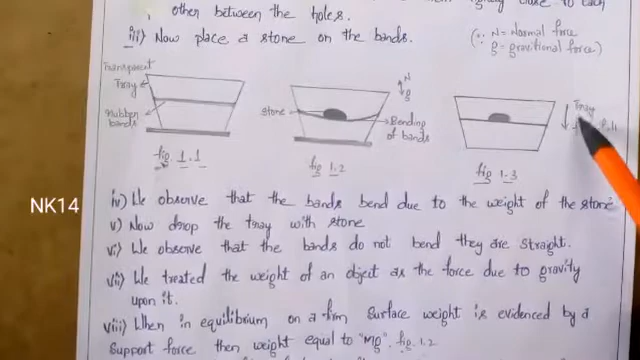 other between the holes.
iii) Now place a stone on the bands.
(∵ N = Normal force
g = gravitional force)
Transparent
Tray
Rubber
bands
fig 1.1
Stone
N
g
Bending
of bands
fig 1.2
Tray
fig 1.3
NK14
iv) We observe that the bands bend due to the weight of the stone
v) Now drop the tray with stone
vi) We observe that the bands do not bend they are straight.
vii) We treated the weight of an object as the force due to gravity
upon it.
viii) When in equilibrium on a firm surface weight is evidenced by a
support force then weight equal to "Mg". fig 1.2